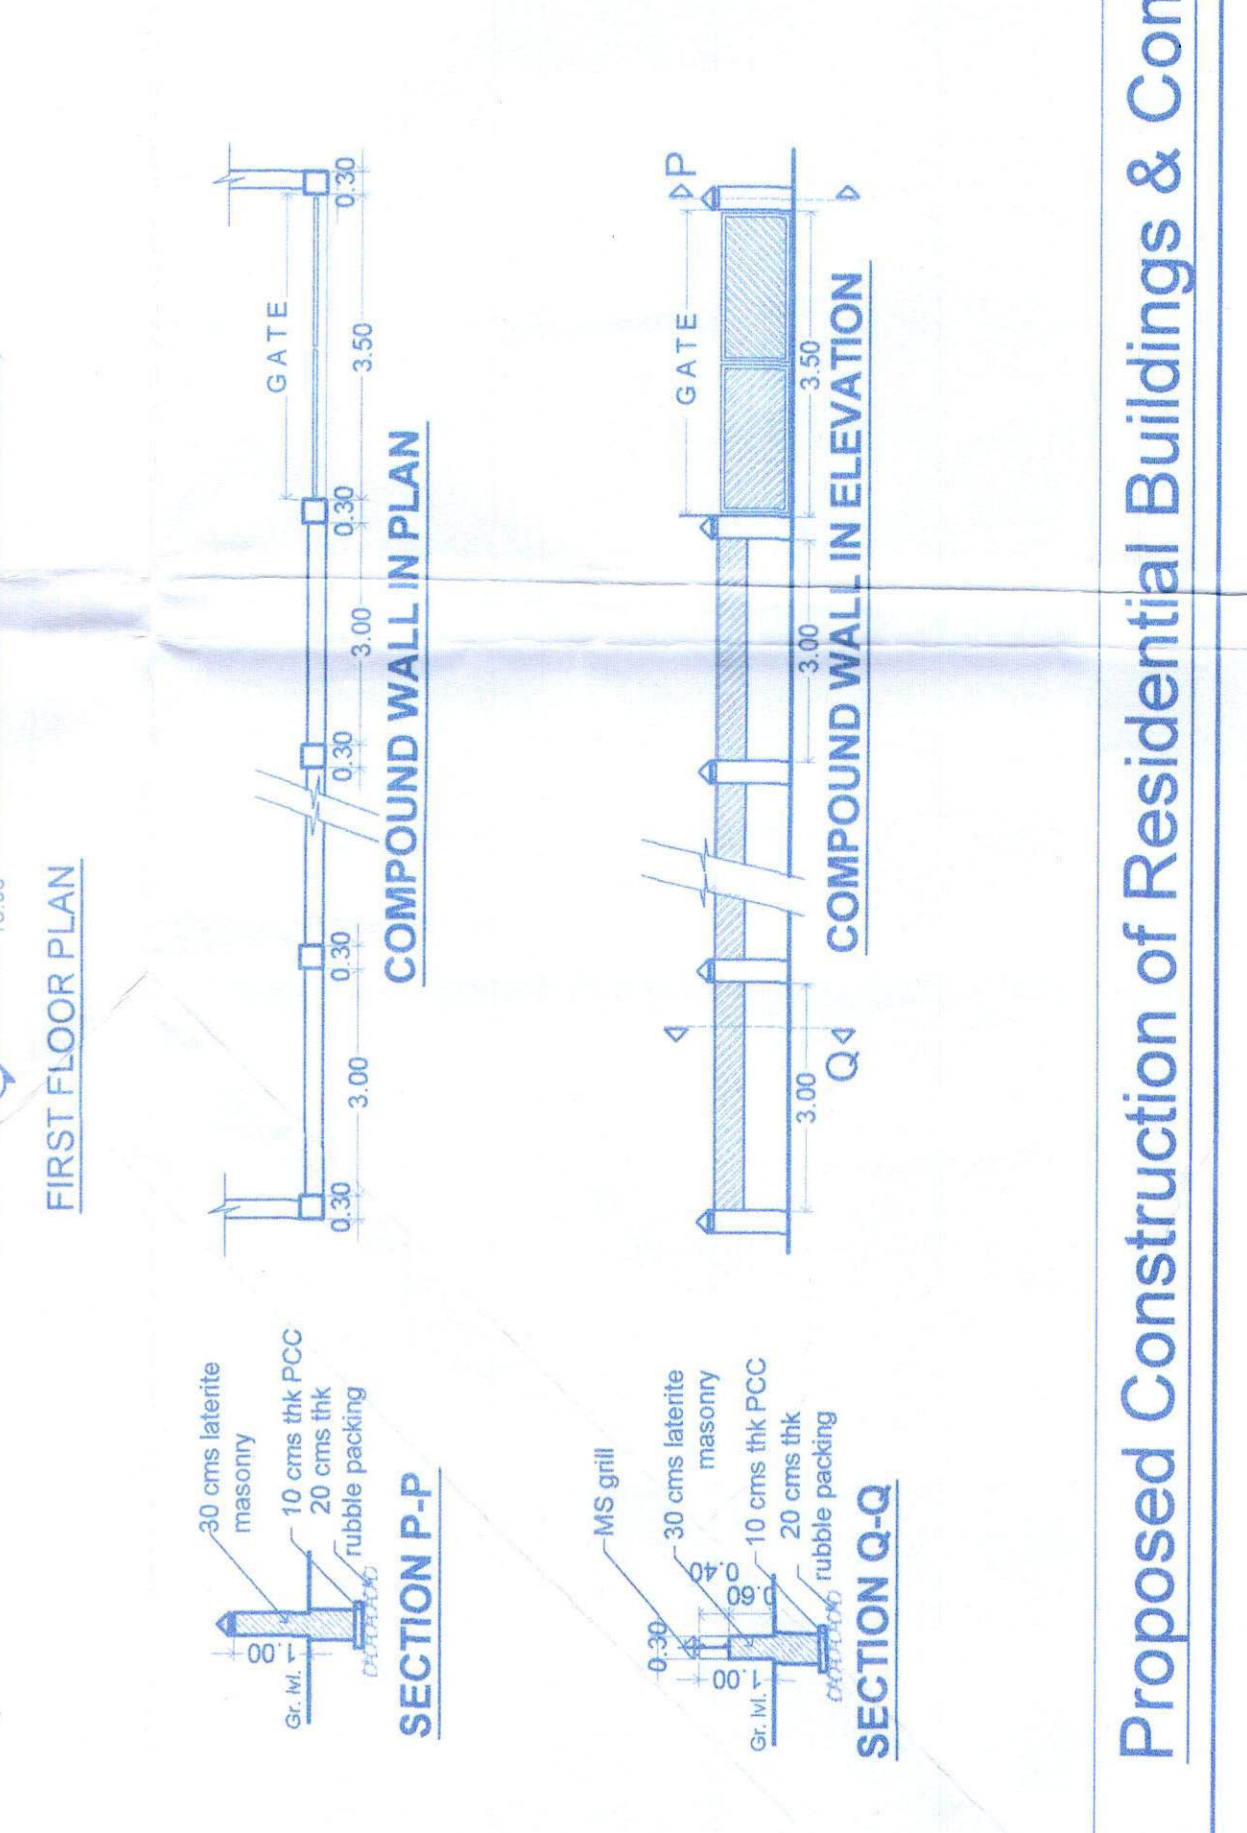 FIRST FLOOR PLAN
30 cms laterite
masonry
10 cms thk PCC
20 cms thk
rubble packing
1.00
Gr. lvl.
SECTION P-P
GATE
0.30
3.00
0.30
0.30
3.00
0.30
3.50
0.30
COMPOUND WALL IN PLAN
MS grill
30 cms laterite
masonry
10 cms thk PCC
20 cms thk
rubble packing
0.30
0.40
0.60
1.00
Gr. lvl.
SECTION Q-Q
P
GATE
Q
3.00
3.00
3.50
COMPOUND WALL IN ELEVATION
Proposed Construction of Residential Buildings & Com